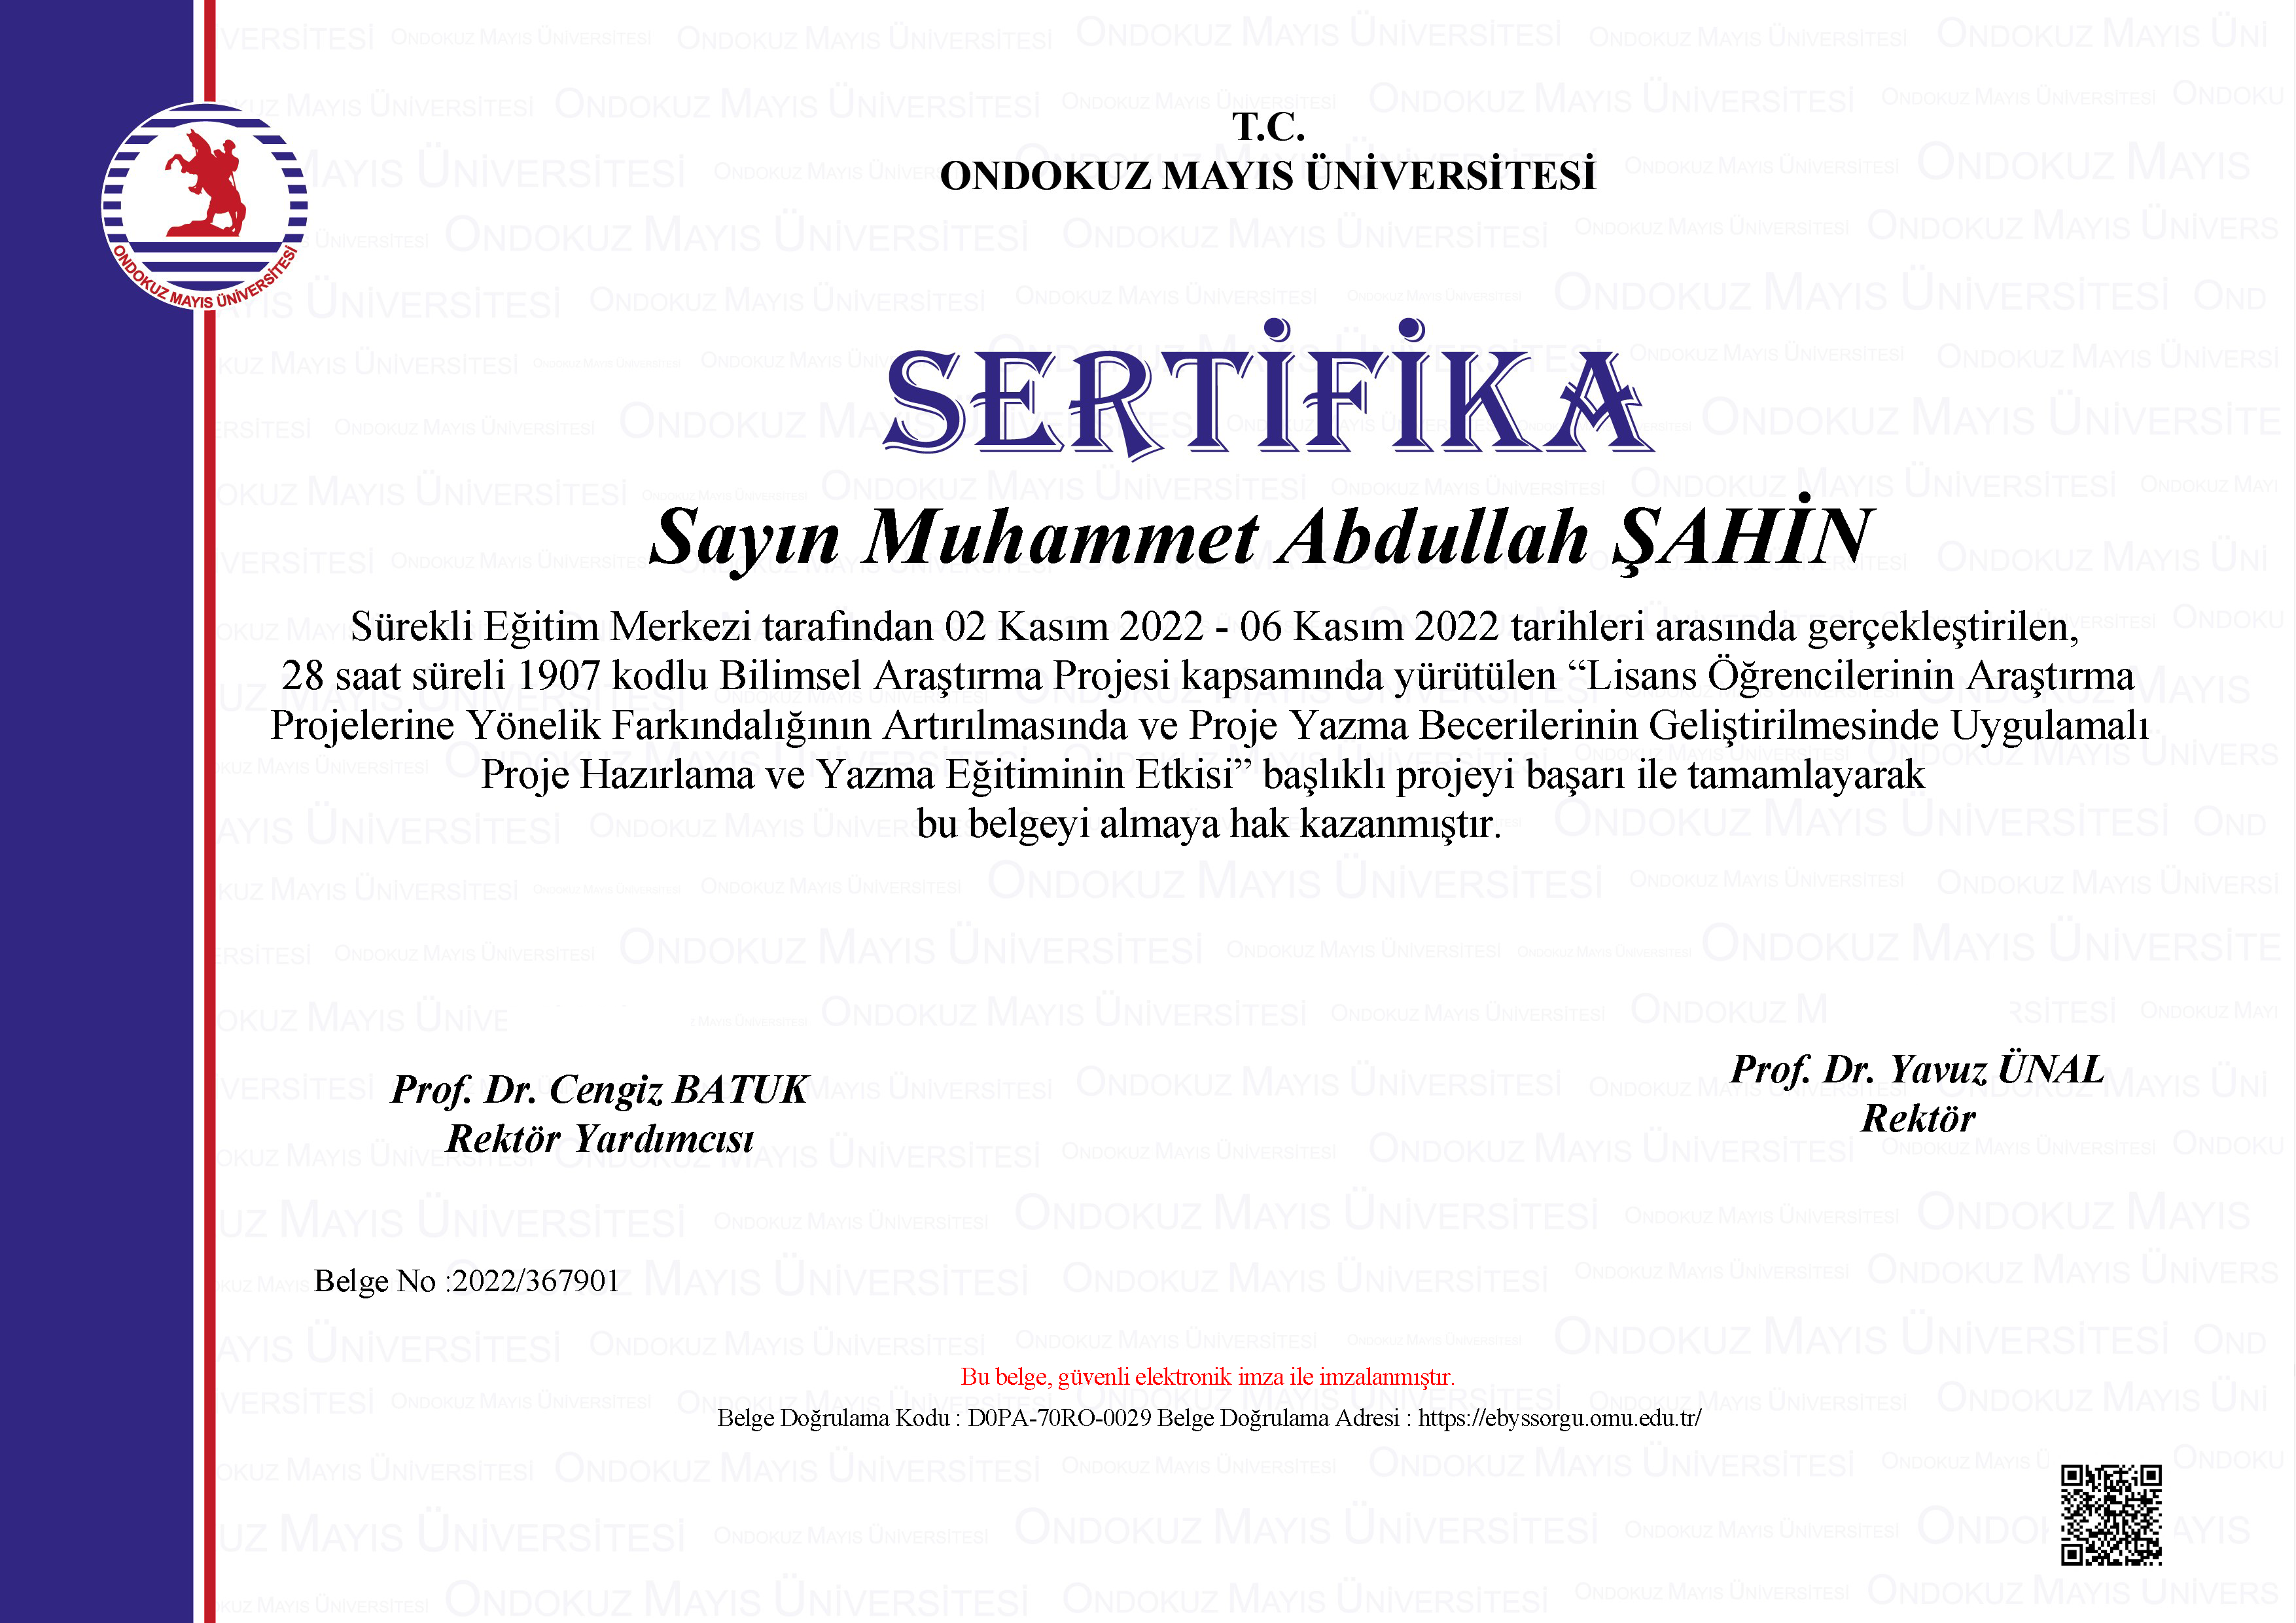 T.C.
ONDOKUZ MAYIS ÜNİVERSİTESİ
ONDOKUZ MAYIS ÜNİVERSİTESİ
SERTİFİKA
Sayın Muhammet Abdullah ŞAHİN
Sürekli Eğitim Merkezi tarafından 02 Kasım 2022 - 06 Kasım 2022 tarihleri arasında gerçekleştirilen,
28 saat süreli 1907 kodlu Bilimsel Araştırma Projesi kapsamında yürütülen “Lisans Öğrencilerinin Araştırma
Projelerine Yönelik Farkındalığının Artırılmasında ve Proje Yazma Becerilerinin Geliştirilmesinde Uygulamalı
Proje Hazırlama ve Yazma Eğitiminin Etkisi” başlıklı projeyi başarı ile tamamlayarak
bu belgeyi almaya hak kazanmıştır.
Prof. Dr. Cengiz BATUK
Rektör Yardımcısı
Prof. Dr. Yavuz ÜNAL
Rektör
Belge No :2022/367901
Bu belge, güvenli elektronik imza ile imzalanmıştır.
Belge Doğrulama Kodu : D0PA-70RO-0029 Belge Doğrulama Adresi : https://ebyssorgu.omu.edu.tr/